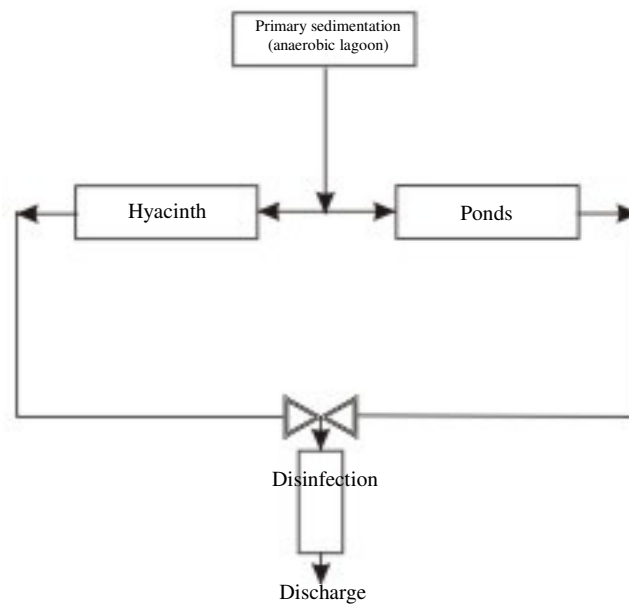 Primary sedimentation
(anaerobic lagoon)
Hyacinth
Ponds
Disinfection
Discharge